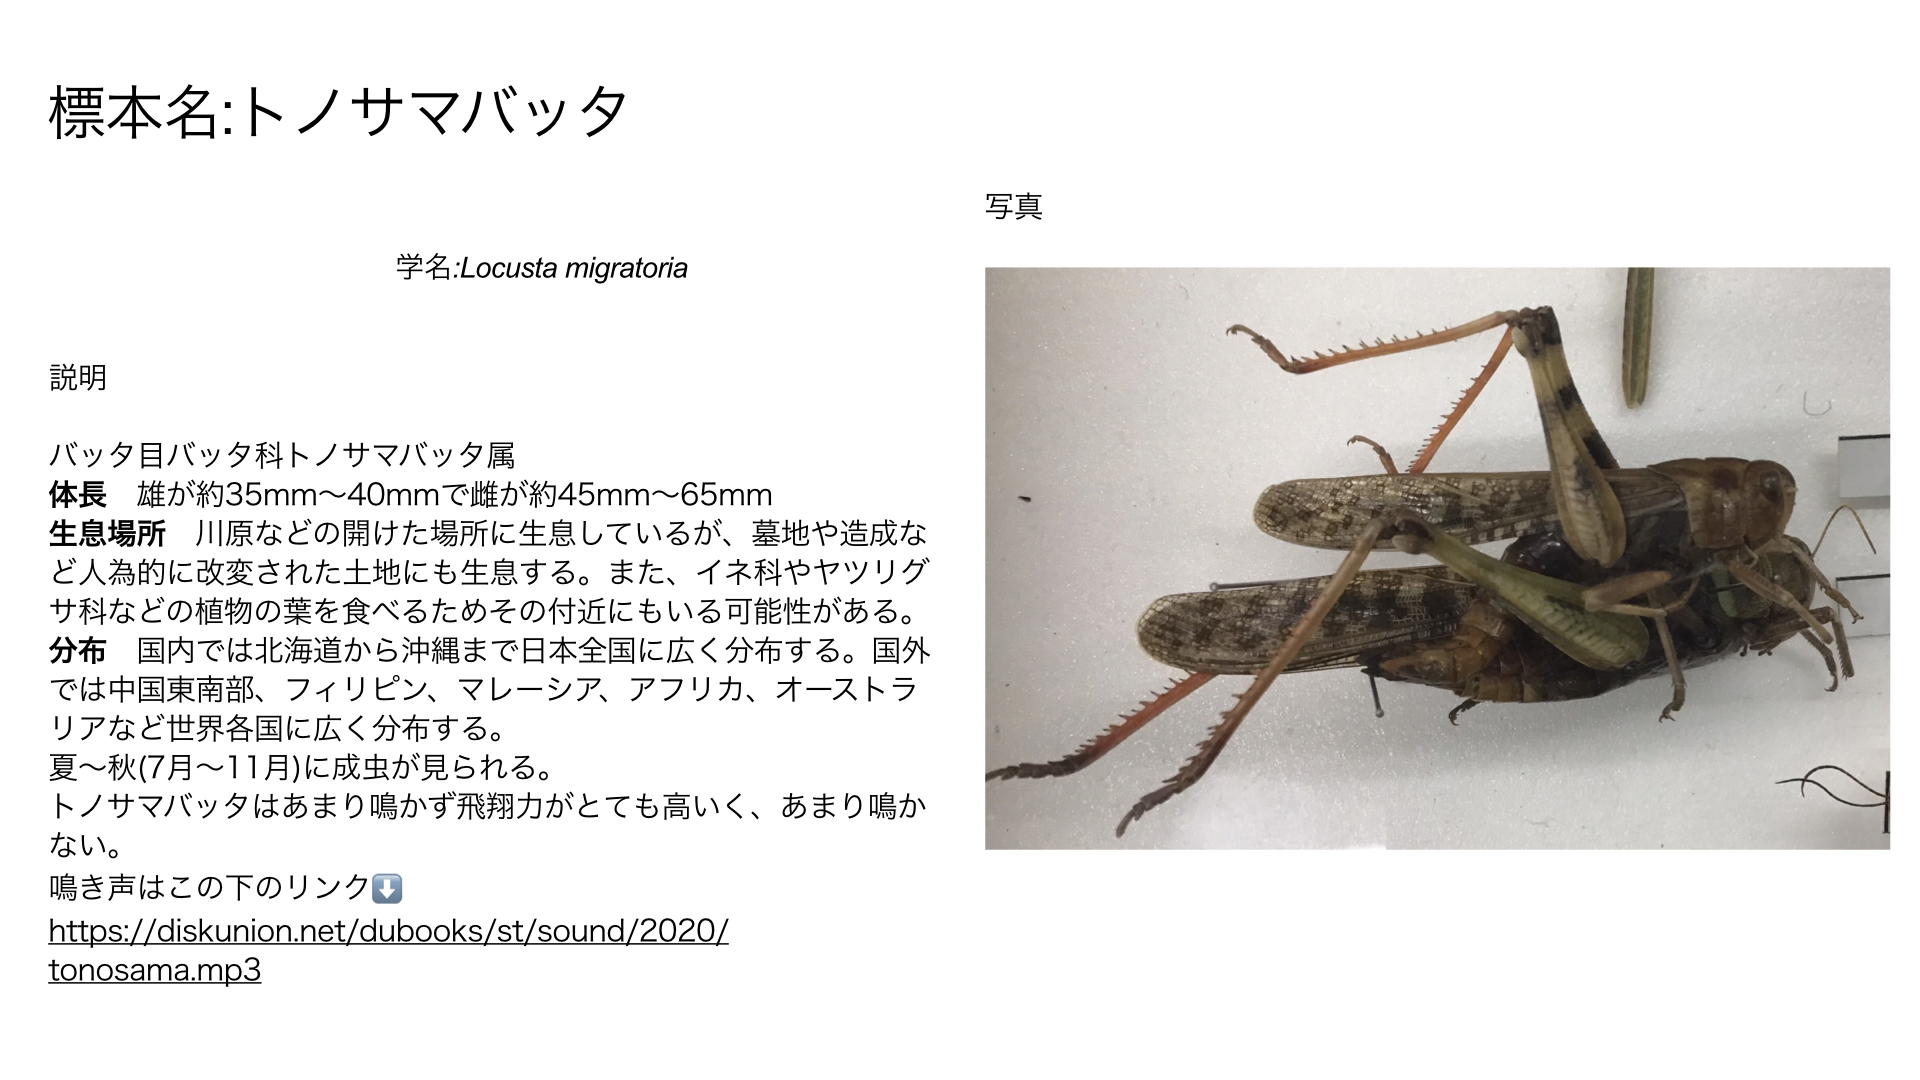 標本名:トノサマバッタ
学名:Locusta migratoria
説明
バッタ目バッタ科トノサマバッタ属
体長　雄が約35mm〜40mmで雌が約45mm〜65mm
生息場所　川原などの開けた場所に生息しているが、墓地や造成な
ど人為的に改変された土地にも生息する。また、イネ科やヤツリグ
サ科などの植物の葉を食べるためその付近にもいる可能性がある。
分布　国内では北海道から沖縄まで日本全国に広く分布する。国外
では中国東南部、フィリピン、マレーシア、アフリカ、オーストラ
リアなど世界各国に広く分布する。
夏〜秋(7月〜11月)に成虫が見られる。
トノサマバッタはあまり鳴かず飛翔力がとても高いく、あまり鳴か
ない。
鳴き声はこの下のリンク⬇️
https://diskunion.net/dubooks/st/sound/2020/
tonosama.mp3
写真